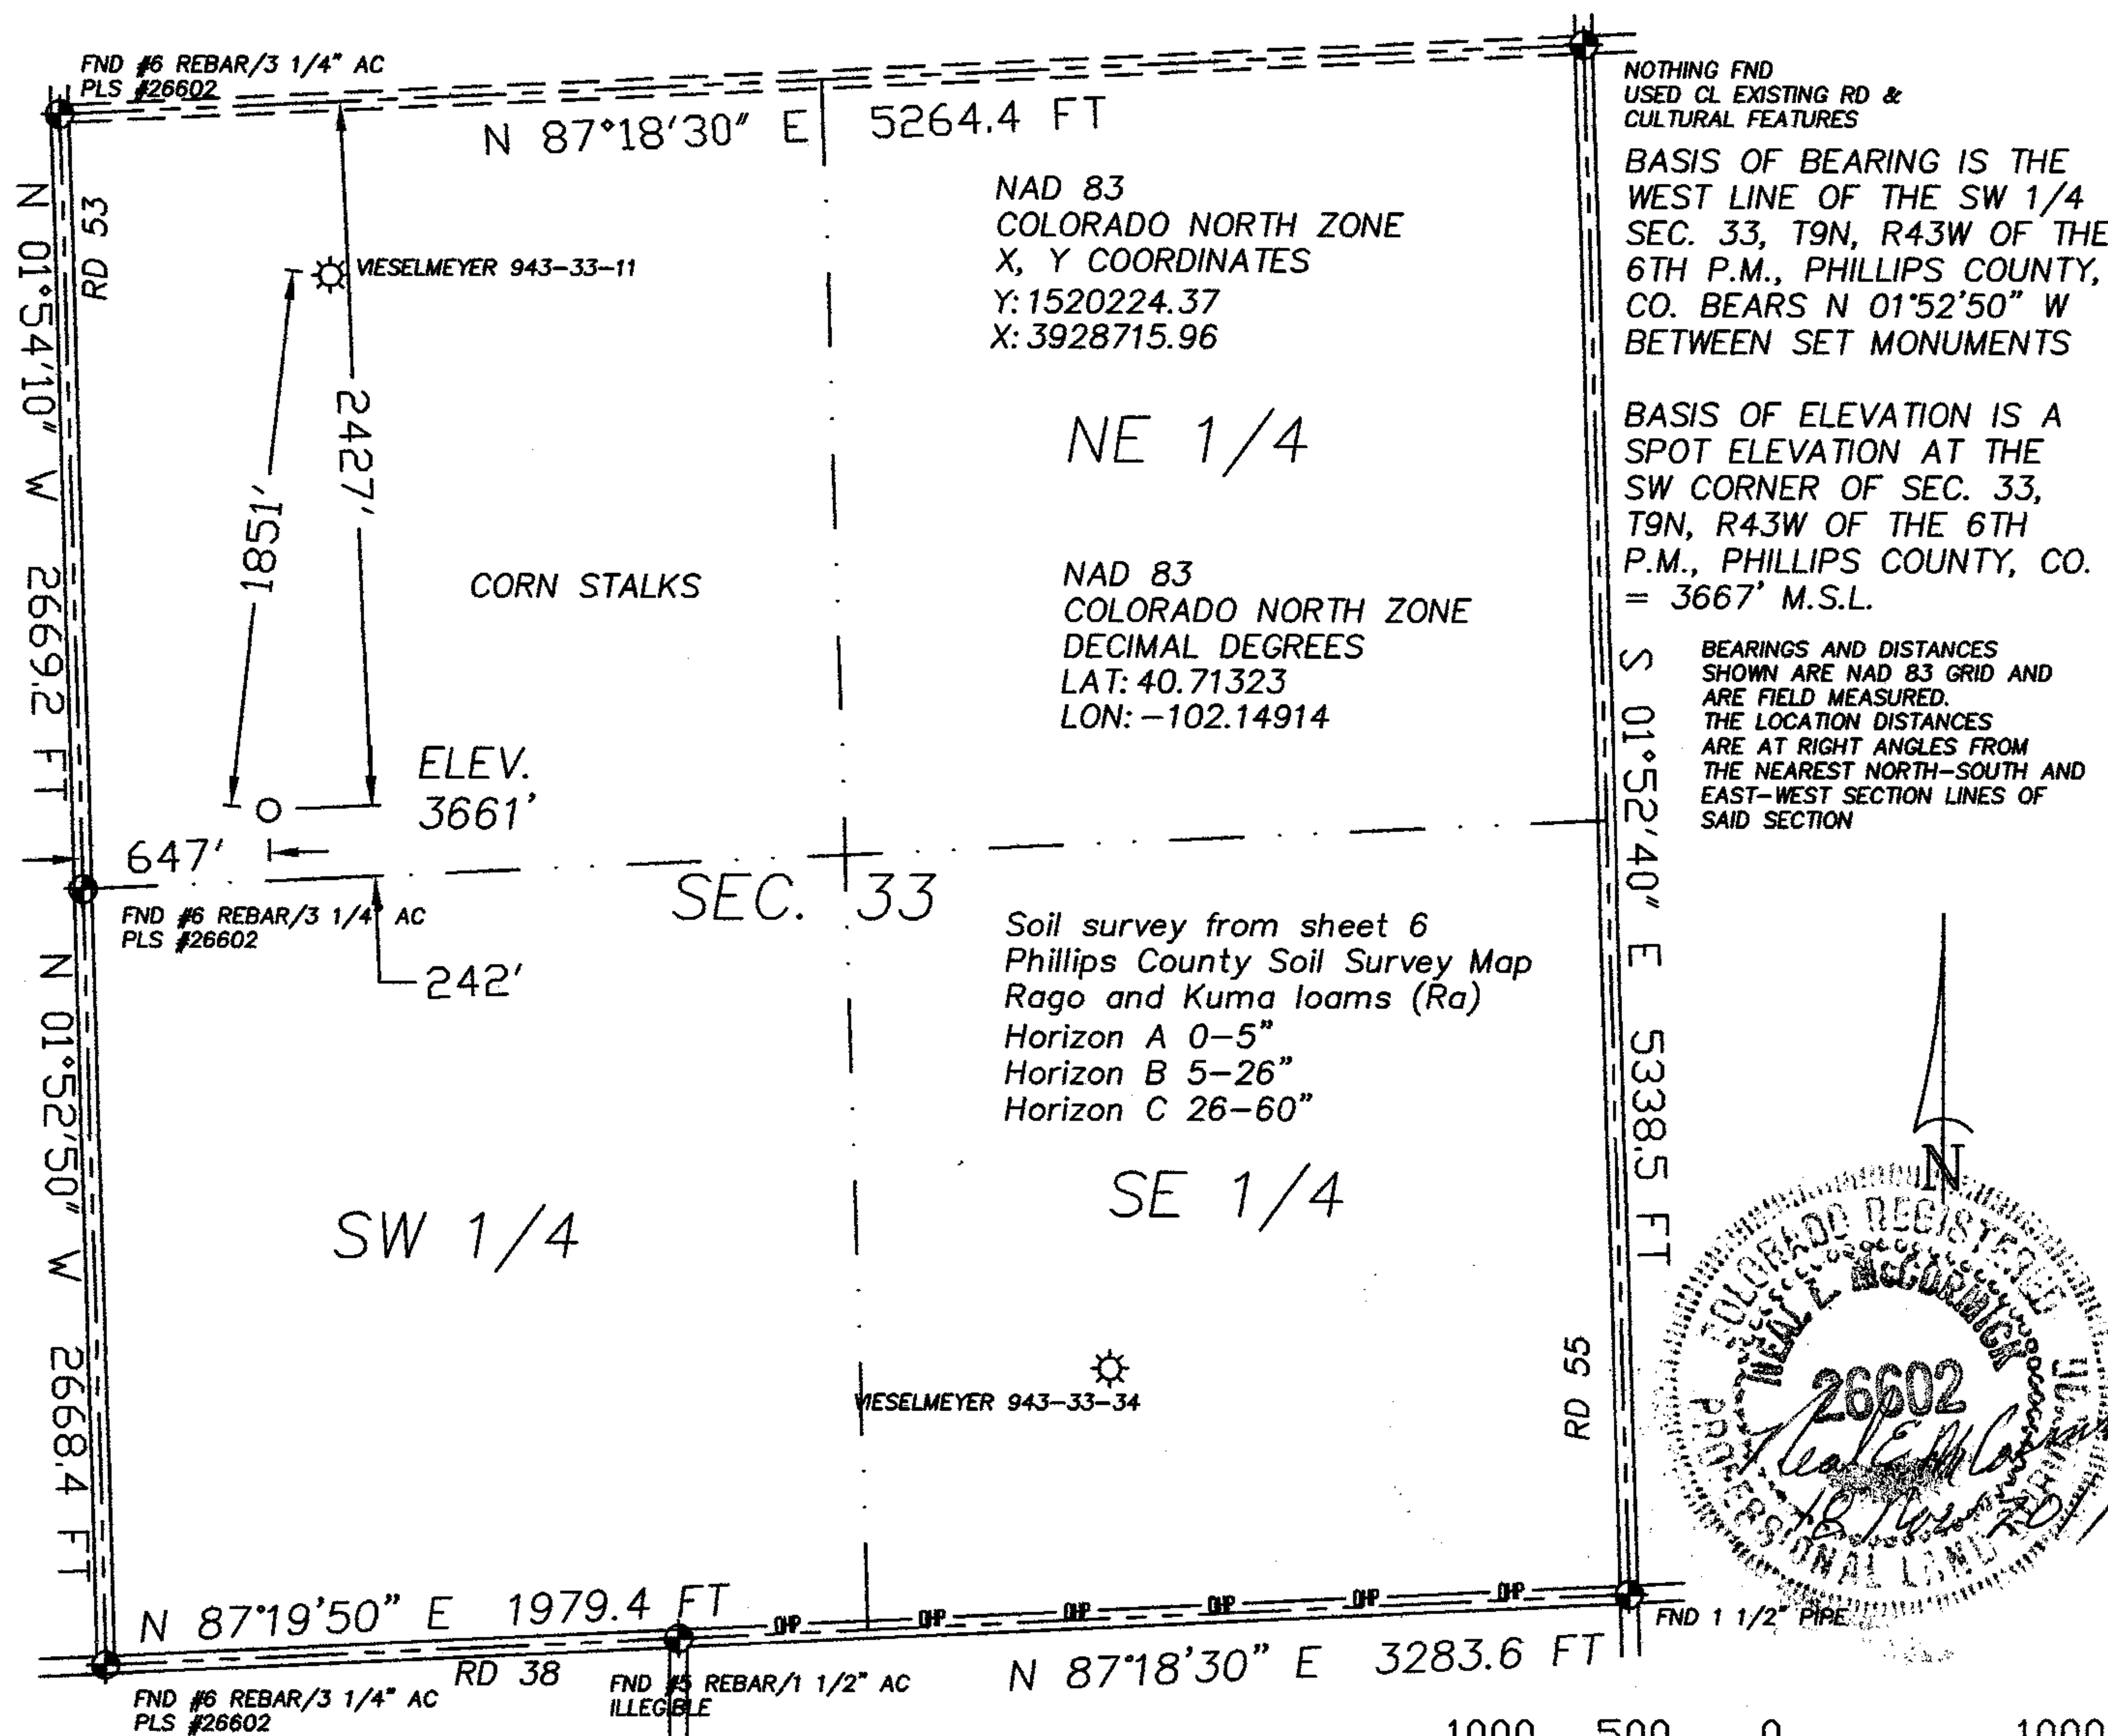 FND #6 REBAR/3 1/4" AC
PLS #26602
N 87°18'30" E 5264.4 FT
NOTHING FND
USED CL EXISTING RD &
CULTURAL FEATURES
BASIS OF BEARING IS THE
WEST LINE OF THE SW 1/4
SEC. 33, T9N, R43W OF THE
6TH P.M., PHILLIPS COUNTY,
CO. BEARS N 01°52'50" W
BETWEEN SET MONUMENTS
BASIS OF ELEVATION IS A
SPOT ELEVATION AT THE
SW CORNER OF SEC. 33,
T9N, R43W OF THE 6TH
P.M., PHILLIPS COUNTY, CO.
= 3667' M.S.L.
BEARINGS AND DISTANCES
SHOWN ARE NAD 83 GRID AND
ARE FIELD MEASURED.
THE LOCATION DISTANCES
ARE AT RIGHT ANGLES FROM
THE NEAREST NORTH-SOUTH AND
EAST-WEST SECTION LINES OF
SAID SECTION
N 01°54'10" W 2669.2 FT
RD 53
VIESELMEYER 943-33-11
1851'
2427'
CORN STALKS
NAD 83
COLORADO NORTH ZONE
X, Y COORDINATES
Y: 1520224.37
X: 3928715.96
NE 1/4
NAD 83
COLORADO NORTH ZONE
DECIMAL DEGREES
LAT: 40.71323
LON: -102.14914
ELEV.
3661'
647'
SEC. 33
FND #6 REBAR/3 1/4" AC
PLS #26602
242'
S 01°52'40" E 5338.5 FT
Soil survey from sheet 6
Phillips County Soil Survey Map
Rago and Kuma loams (Ra)
Horizon A 0-5"
Horizon B 5-26"
Horizon C 26-60"
N 01°52'50" W 2668.4 FT
SW 1/4
SE 1/4
VIESELMEYER 943-33-34
RD 55
N
COLORADO REGISTERED
NEAL E. McCORMICK
26602
18 Nov 2011
PROFESSIONAL LAND
N 87°19'50" E 1979.4 FT
OHP OHP OHP OHP OHP OHP
RD 38
N 87°18'30" E 3283.6 FT
FND 1 1/2" PIPE
FND #6 REBAR/3 1/4" AC
PLS #26602
FND #5 REBAR/1 1/2" AC
ILLEGIBLE
1000 500 0 1000